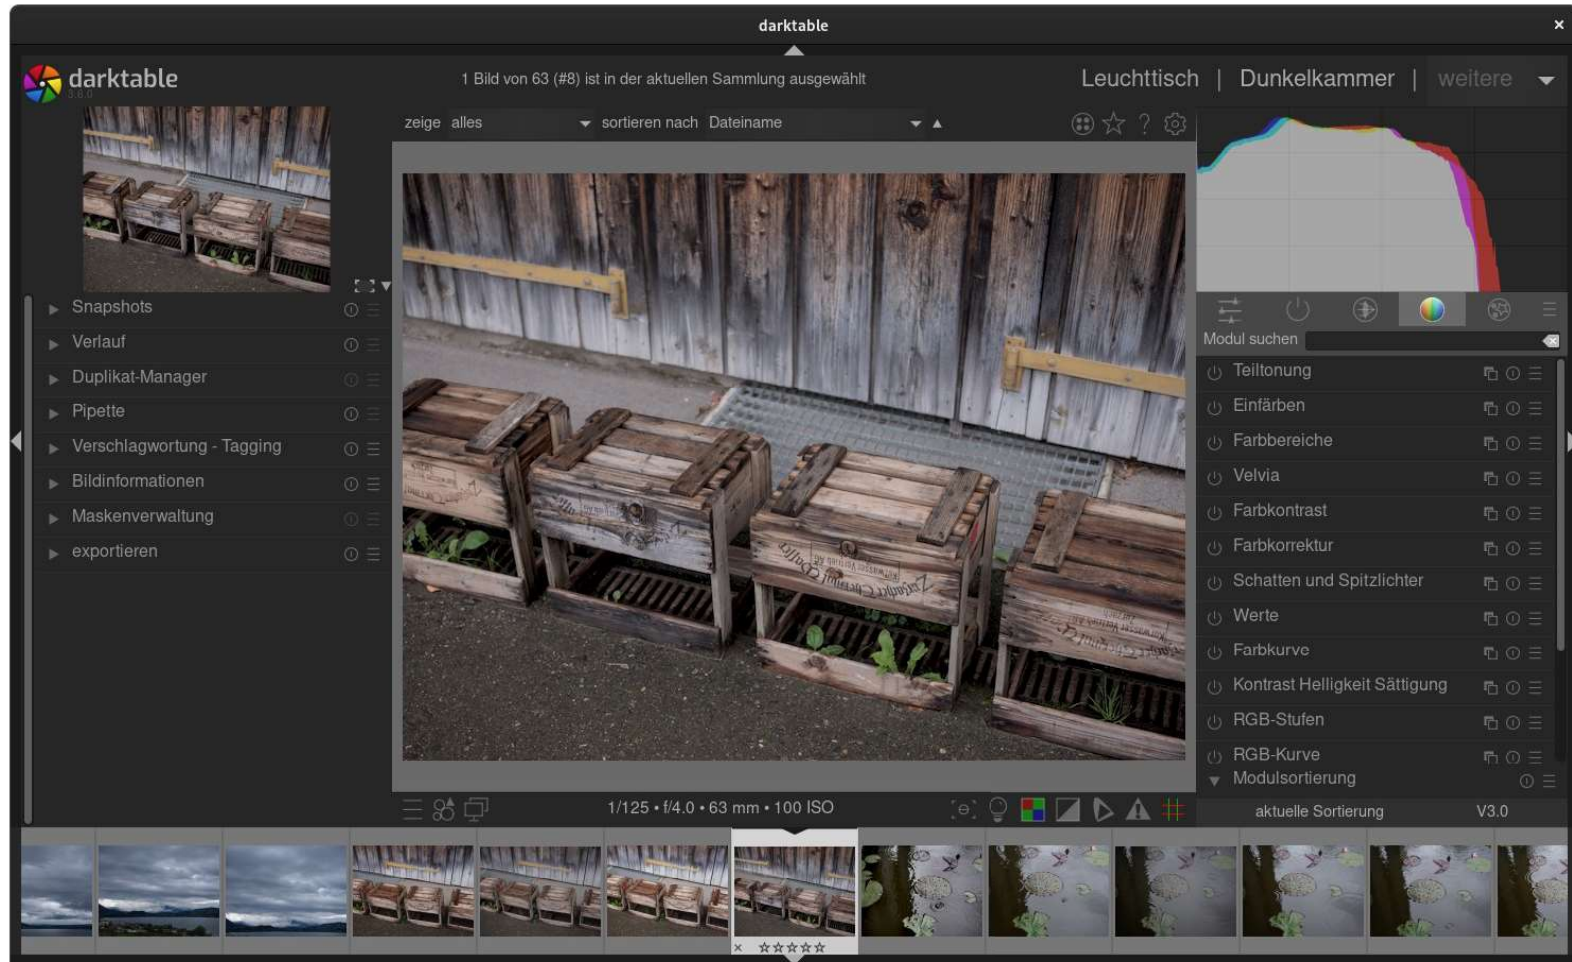 darktable
darktable
3.6.0
1 Bild von 63 (#8) ist in der aktuellen Sammlung ausgewählt
Leuchttisch | Dunkelkammer | weitere
zeige alles sortieren nach Dateiname
Snapshots
Verlauf
Duplikat-Manager
Pipette
Verschlagwortung - Tagging
Bildinformationen
Maskenverwaltung
exportieren
1/125 • f/4.0 • 63 mm • 100 ISO
Modul suchen
Teiltonung
Einfärben
Farbbereiche
Velvia
Farbkontrast
Farbkorrektur
Schatten und Spitzlichter
Werte
Farbkurve
Kontrast Helligkeit Sättigung
RGB-Stufen
RGB-Kurve
Modulsortierung
aktuelle Sortierung V3.0